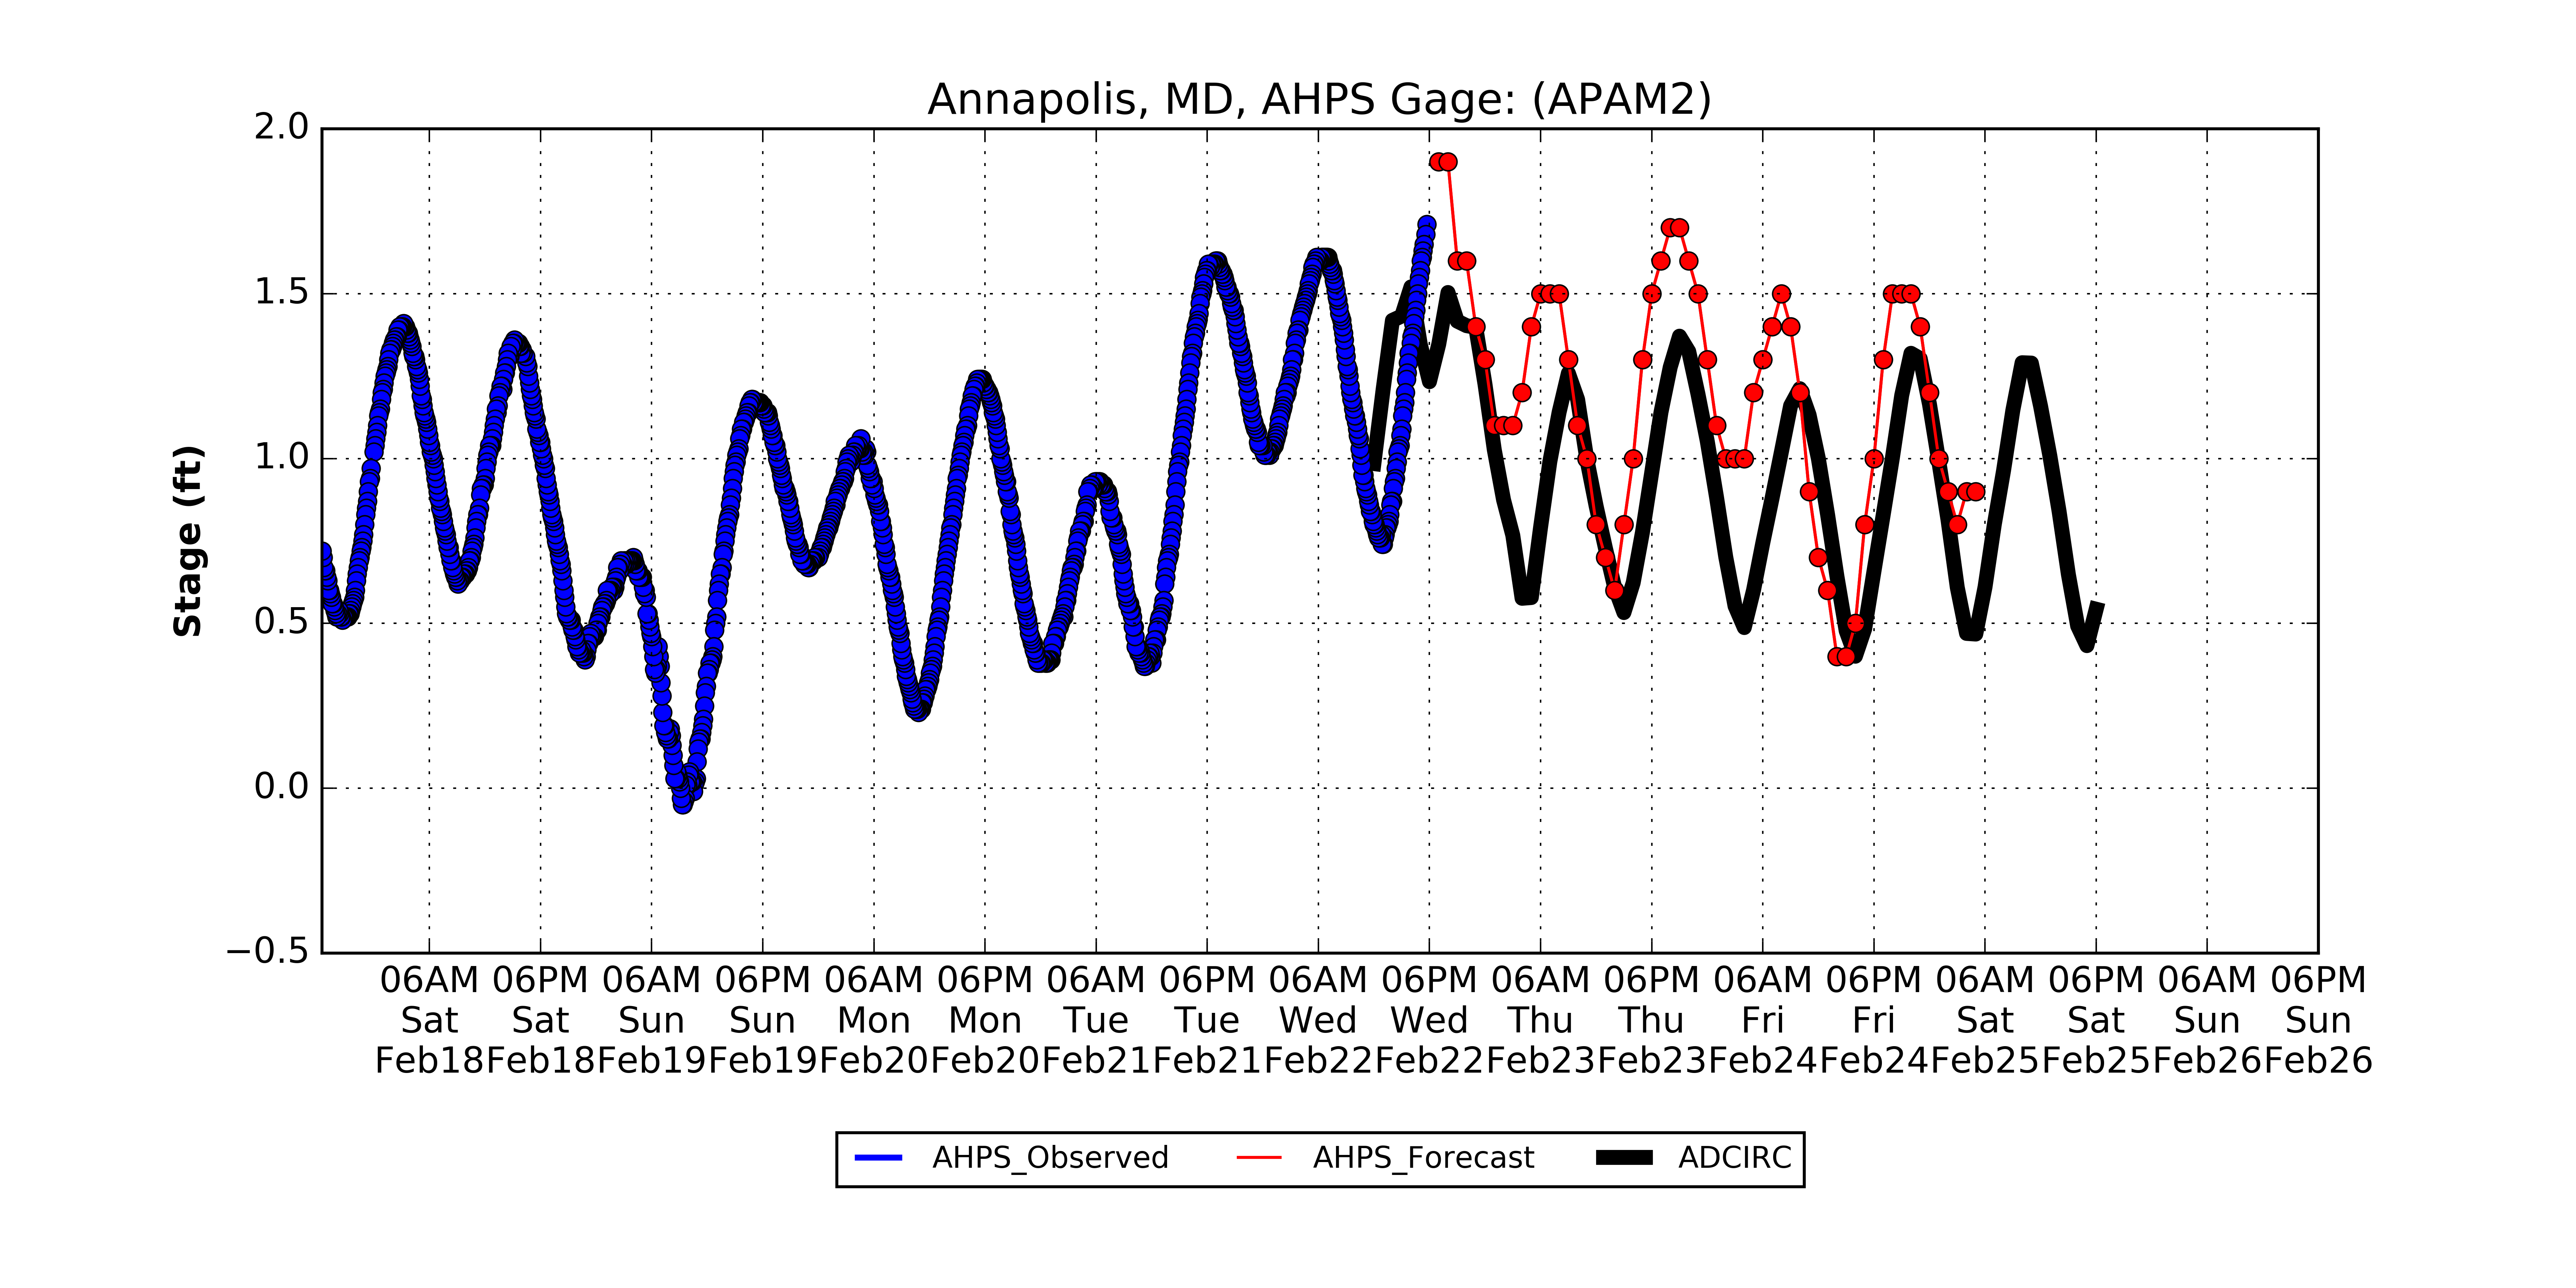 Annapolis, MD, AHPS Gage: (APAM2)
2.0
1.5
1.0
0.5
0.0
−0.5
Stage (ft)
06AM 06PM 06AM 06PM 06AM 06PM 06AM 06PM 06AM 06PM 06AM 06PM 06AM 06PM 06AM 06PM 06AM 06PM
Sat Sat Sun Sun Mon Mon Tue Tue Wed Wed Thu Thu Fri Fri Sat Sat Sun Sun
Feb18 Feb18 Feb19 Feb19 Feb20 Feb20 Feb21 Feb21 Feb22 Feb22 Feb23 Feb23 Feb24 Feb24 Feb25 Feb25 Feb26 Feb26
AHPS_Observed AHPS_Forecast ADCIRC